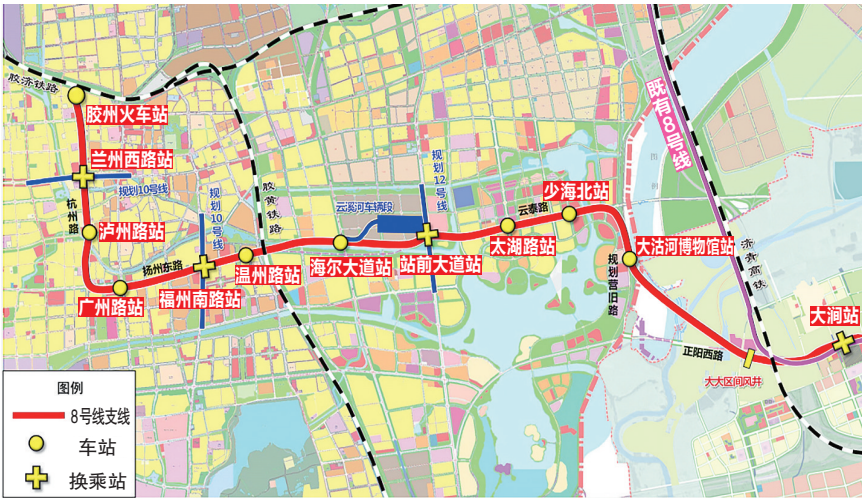 胶济铁路
胶州火车站
兰州西路站
规划10号线
杭州路
泸州路站
广州路站
扬州东路
规划10号线
福州南路站
胶黄铁路
温州路站
云溪河车辆段
海尔大道站
规划12号线
站前大道站
太湖路站
云泰路
少海北站
大沽河博物馆站
规划营旧路
既有8号线
济青高铁
正阳西路
大大区间风井
大涧站
图例
8号线支线
车站
换乘站